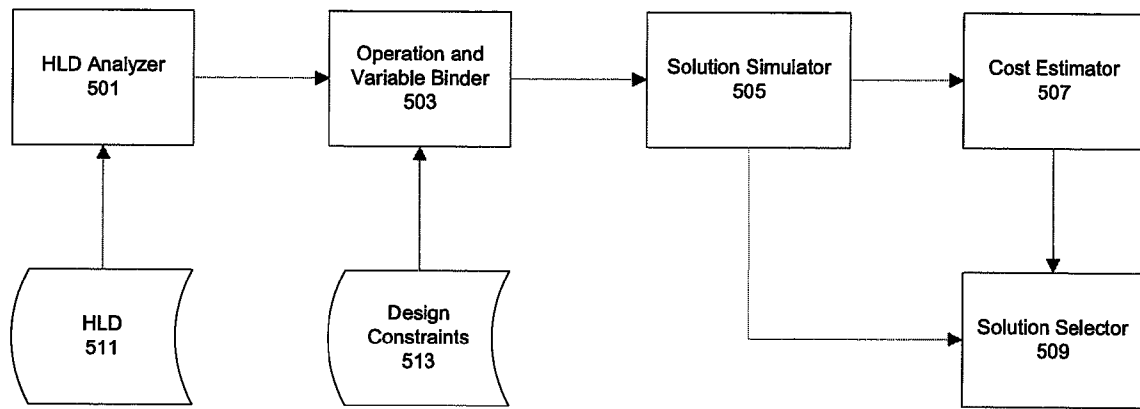 HLD Analyzer
501
Operation and
Variable Binder
503
Solution Simulator
505
Cost Estimator
507
HLD
511
Design
Constraints
513
Solution Selector
509